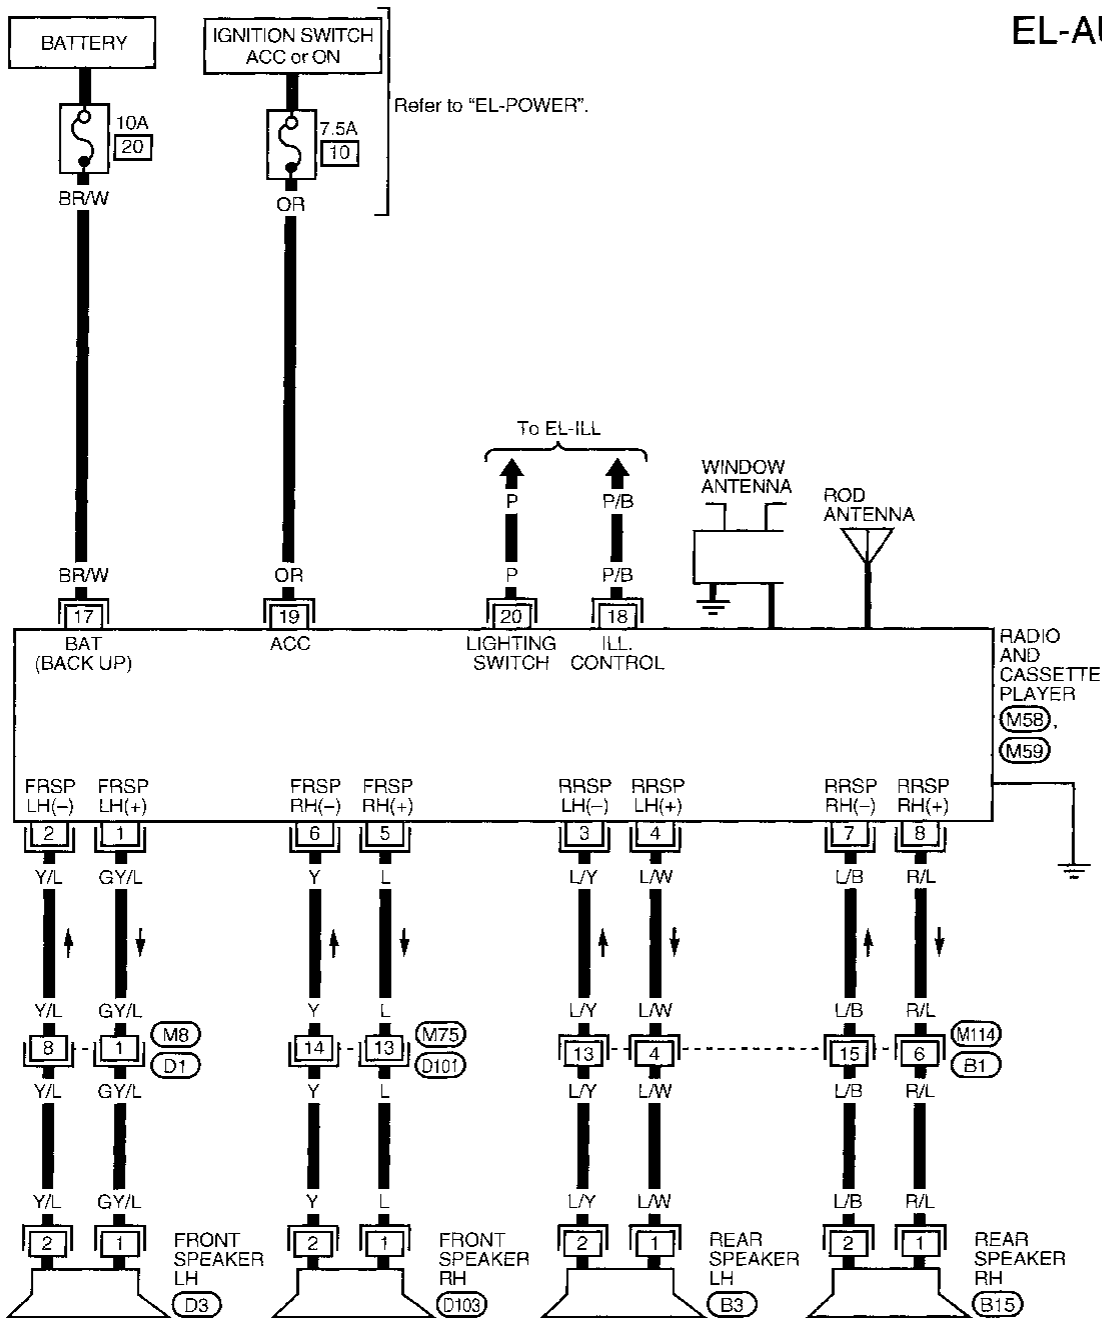 EL-AU
BATTERY
IGNITION SWITCH
ACC or ON
Refer to "EL-POWER".
10A
20
7.5A
10
BR/W
OR
To EL-ILL
P
P/B
WINDOW
ANTENNA
ROD
ANTENNA
BR/W
OR
P
P/B
17
19
20
18
BAT
(BACK UP)
ACC
LIGHTING
SWITCH
ILL.
CONTROL
RADIO
AND
CASSETTE
PLAYER
M58,
M59
FRSP
LH(−)
FRSP
LH(+)
FRSP
RH(−)
FRSP
RH(+)
RRSP
LH(−)
RRSP
LH(+)
RRSP
RH(−)
RRSP
RH(+)
2
1
6
5
3
4
7
8
Y/L
GY/L
Y
L
L/Y
L/W
L/B
R/L
Y/L
GY/L
Y
L
L/Y
L/W
L/B
R/L
8
1
M8
D1
14
13
M75
D101
13
4
15
6
M114
B1
Y/L
GY/L
Y
L
L/Y
L/W
L/B
R/L
Y/L
GY/L
Y
L
L/Y
L/W
L/B
R/L
2
1
FRONT
SPEAKER
LH
D3
2
1
FRONT
SPEAKER
RH
D103
2
1
REAR
SPEAKER
LH
B3
2
1
REAR
SPEAKER
RH
B15